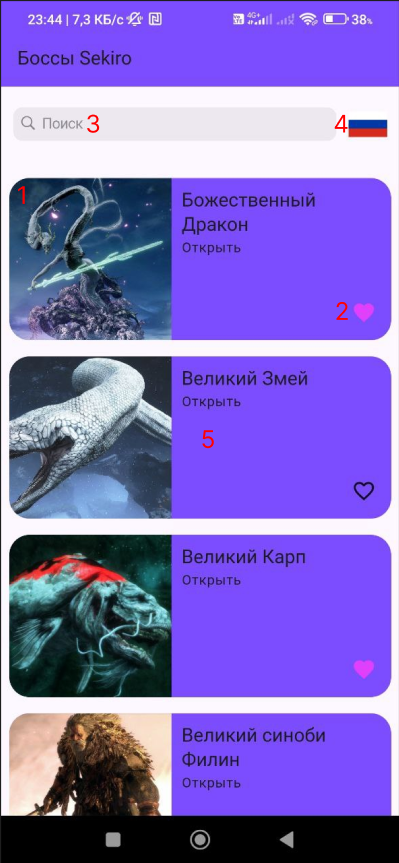 23:44 | 7,3 КБ/с 4G+ 38%
Боссы Sekiro
Поиск 3 4
1
Божественный
Дракон
Открыть
2
Великий Змей
Открыть
5
Великий Карп
Открыть
Великий синоби
Филин
Открыть